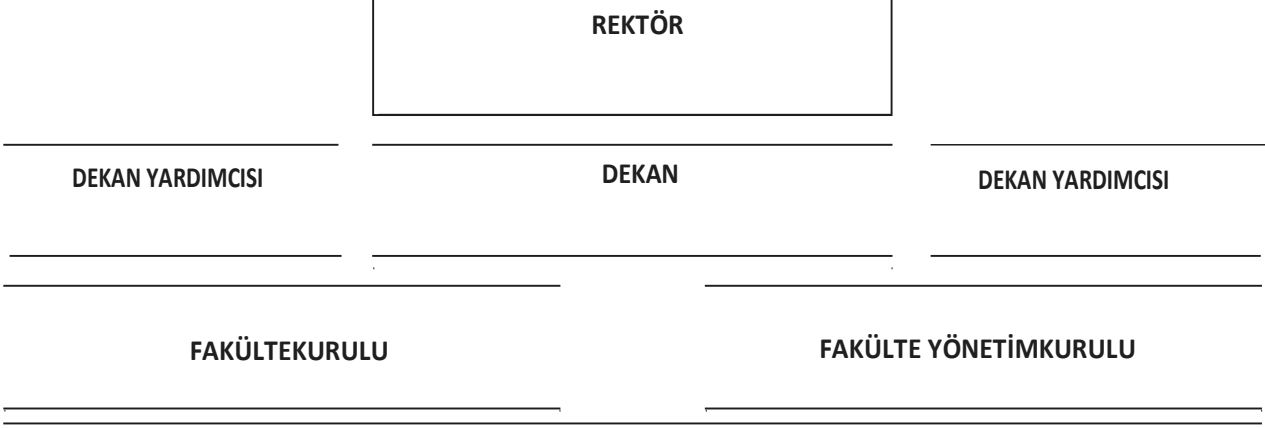 REKTÖR
DEKAN YARDIMCISI
DEKAN
DEKAN YARDIMCISI
FAKÜLTEKURULU
FAKÜLTE YÖNETİMKURULU